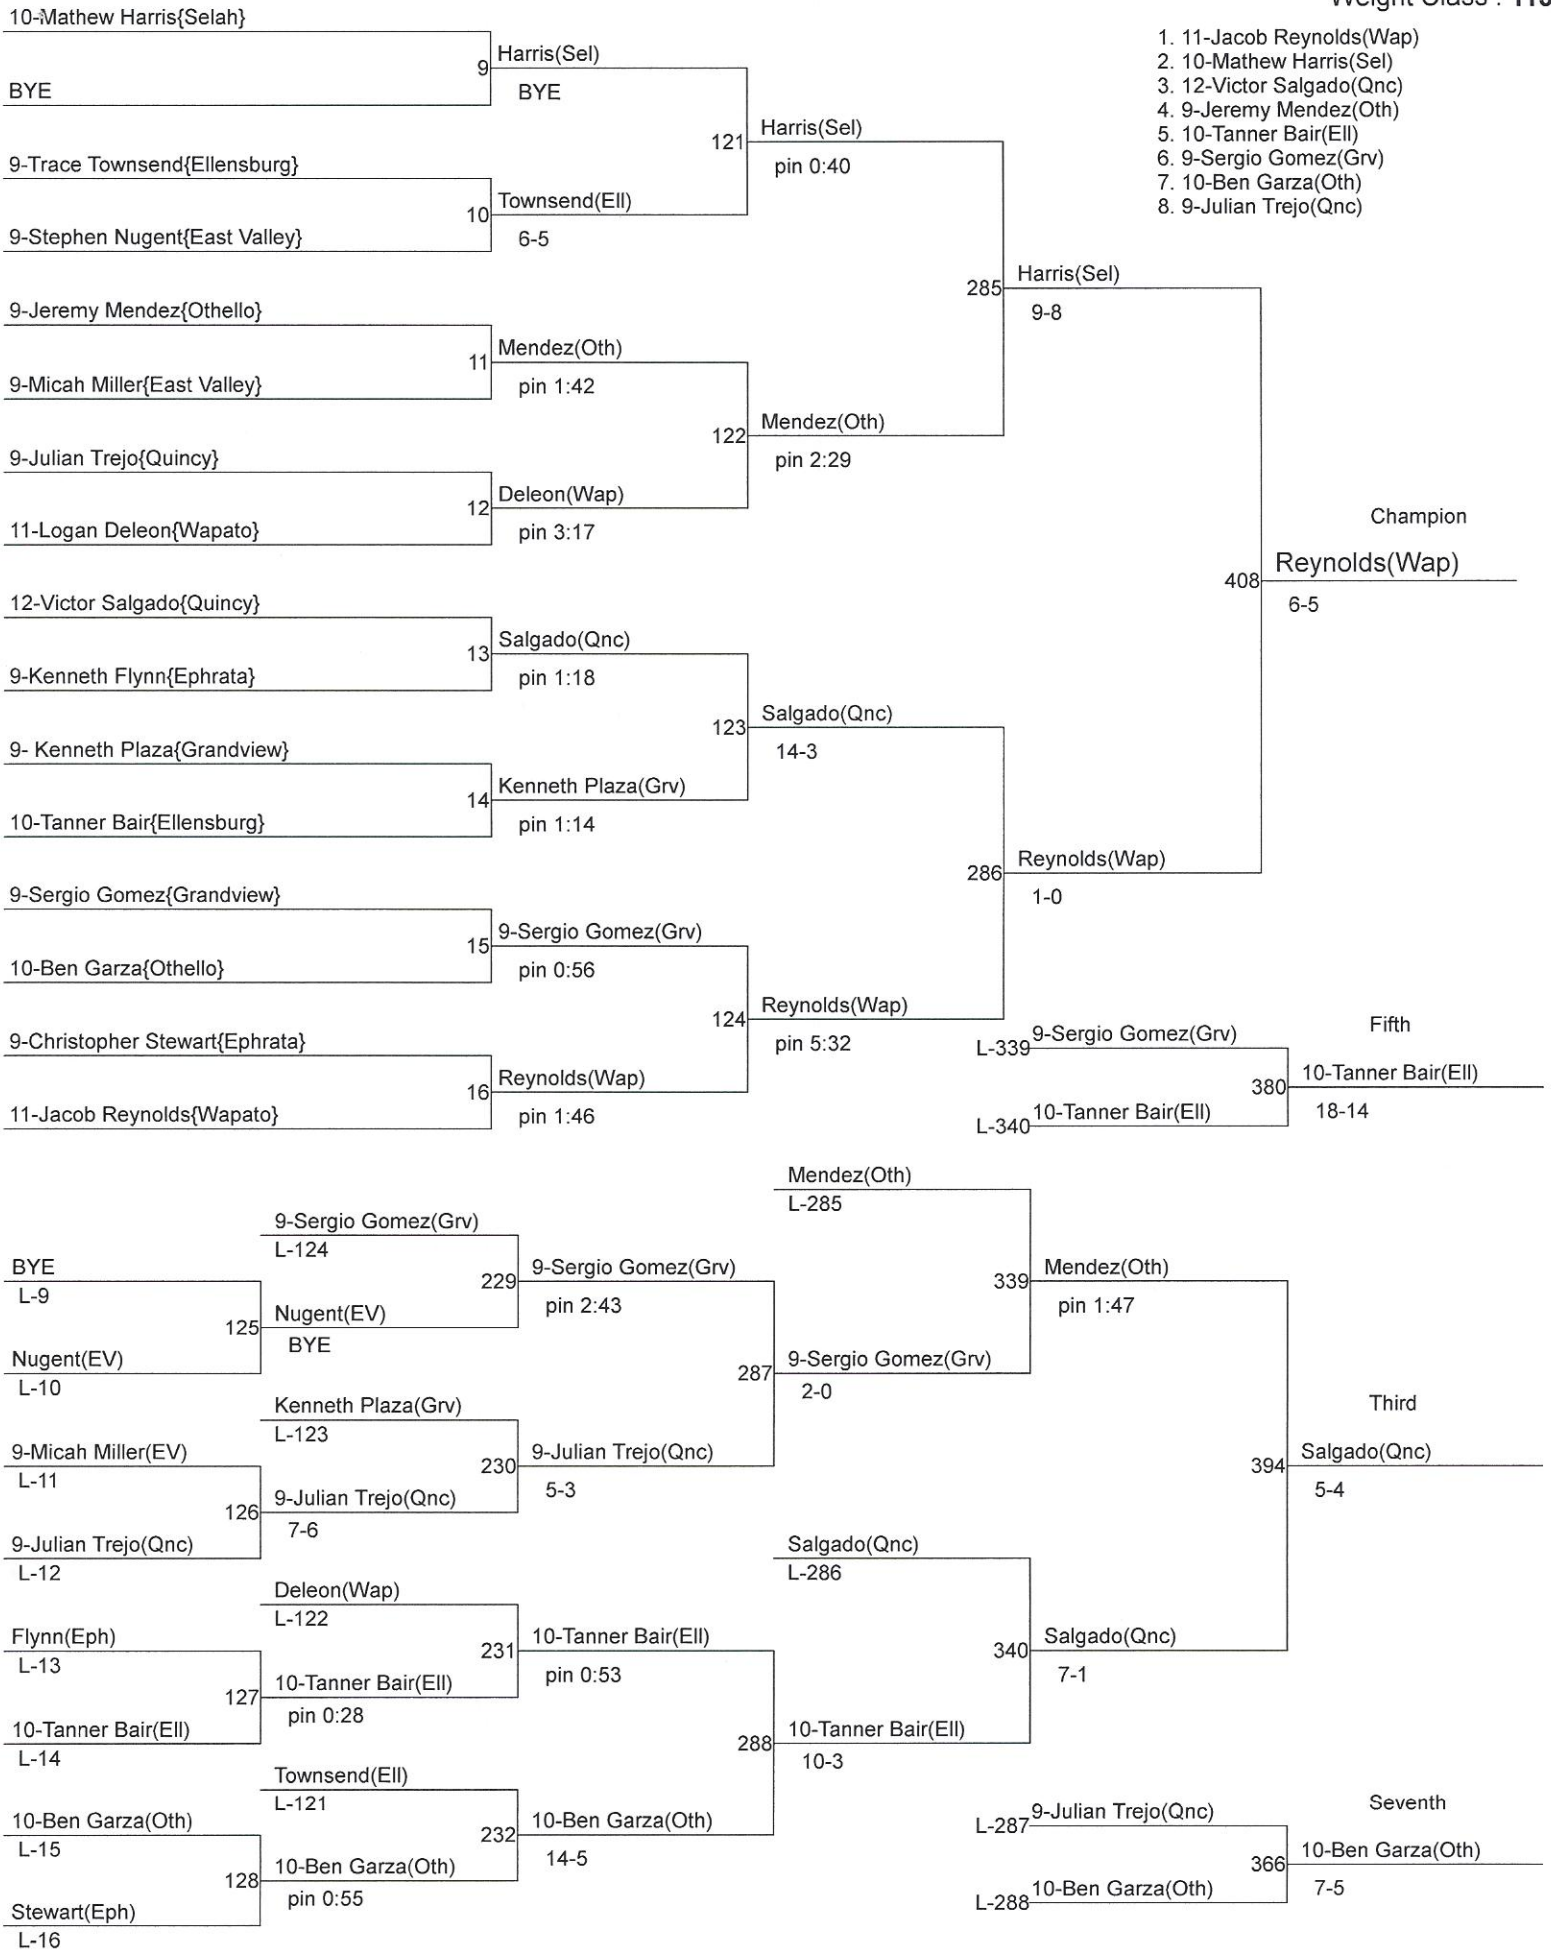 Weight Class :
10-Mathew Harris{Selah}
BYE
9-Trace Townsend{Ellensburg}
9-Stephen Nugent{East Valley}
9-Jeremy Mendez{Othello}
9-Micah Miller{East Valley}
9-Julian Trejo{Quincy}
11-Logan Deleon{Wapato}
12-Victor Salgado{Quincy}
9-Kenneth Flynn{Ephrata}
9- Kenneth Plaza{Grandview}
10-Tanner Bair{Ellensburg}
9-Sergio Gomez{Grandview}
10-Ben Garza{Othello}
9-Christopher Stewart{Ephrata}
11-Jacob Reynolds{Wapato}
9
Harris(Sel)
BYE
10
Townsend(Ell)
6-5
11
Mendez(Oth)
pin 1:42
12
Deleon(Wap)
pin 3:17
13
Salgado(Qnc)
pin 1:18
14
Kenneth Plaza(Grv)
pin 1:14
15
9-Sergio Gomez(Grv)
pin 0:56
16
Reynolds(Wap)
pin 1:46
121
Harris(Sel)
pin 0:40
122
Mendez(Oth)
pin 2:29
123
Salgado(Qnc)
14-3
124
Reynolds(Wap)
pin 5:32
285
Harris(Sel)
9-8
286
Reynolds(Wap)
1-0
1. 11-Jacob Reynolds(Wap)
2. 10-Mathew Harris(Sel)
3. 12-Victor Salgado(Qnc)
4. 9-Jeremy Mendez(Oth)
5. 10-Tanner Bair(Ell)
6. 9-Sergio Gomez(Grv)
7. 10-Ben Garza(Oth)
8. 9-Julian Trejo(Qnc)
Champion
408
Reynolds(Wap)
6-5
Fifth
L-339
9-Sergio Gomez(Grv)
L-340
10-Tanner Bair(Ell)
380
10-Tanner Bair(Ell)
18-14
BYE
L-9
Nugent(EV)
L-10
9-Micah Miller(EV)
L-11
9-Julian Trejo(Qnc)
L-12
Flynn(Eph)
L-13
10-Tanner Bair(Ell)
L-14
10-Ben Garza(Oth)
L-15
Stewart(Eph)
L-16
9-Sergio Gomez(Grv)
L-124
125
Nugent(EV)
BYE
Kenneth Plaza(Grv)
L-123
126
9-Julian Trejo(Qnc)
7-6
Deleon(Wap)
L-122
127
10-Tanner Bair(Ell)
pin 0:28
Townsend(Ell)
L-121
128
10-Ben Garza(Oth)
pin 0:55
229
9-Sergio Gomez(Grv)
pin 2:43
230
9-Julian Trejo(Qnc)
5-3
231
10-Tanner Bair(Ell)
pin 0:53
232
10-Ben Garza(Oth)
14-5
Mendez(Oth)
L-285
287
9-Sergio Gomez(Grv)
2-0
Salgado(Qnc)
L-286
288
10-Tanner Bair(Ell)
10-3
339
Mendez(Oth)
pin 1:47
340
Salgado(Qnc)
7-1
Third
394
Salgado(Qnc)
5-4
Seventh
L-287
9-Julian Trejo(Qnc)
L-288
10-Ben Garza(Oth)
366
10-Ben Garza(Oth)
7-5